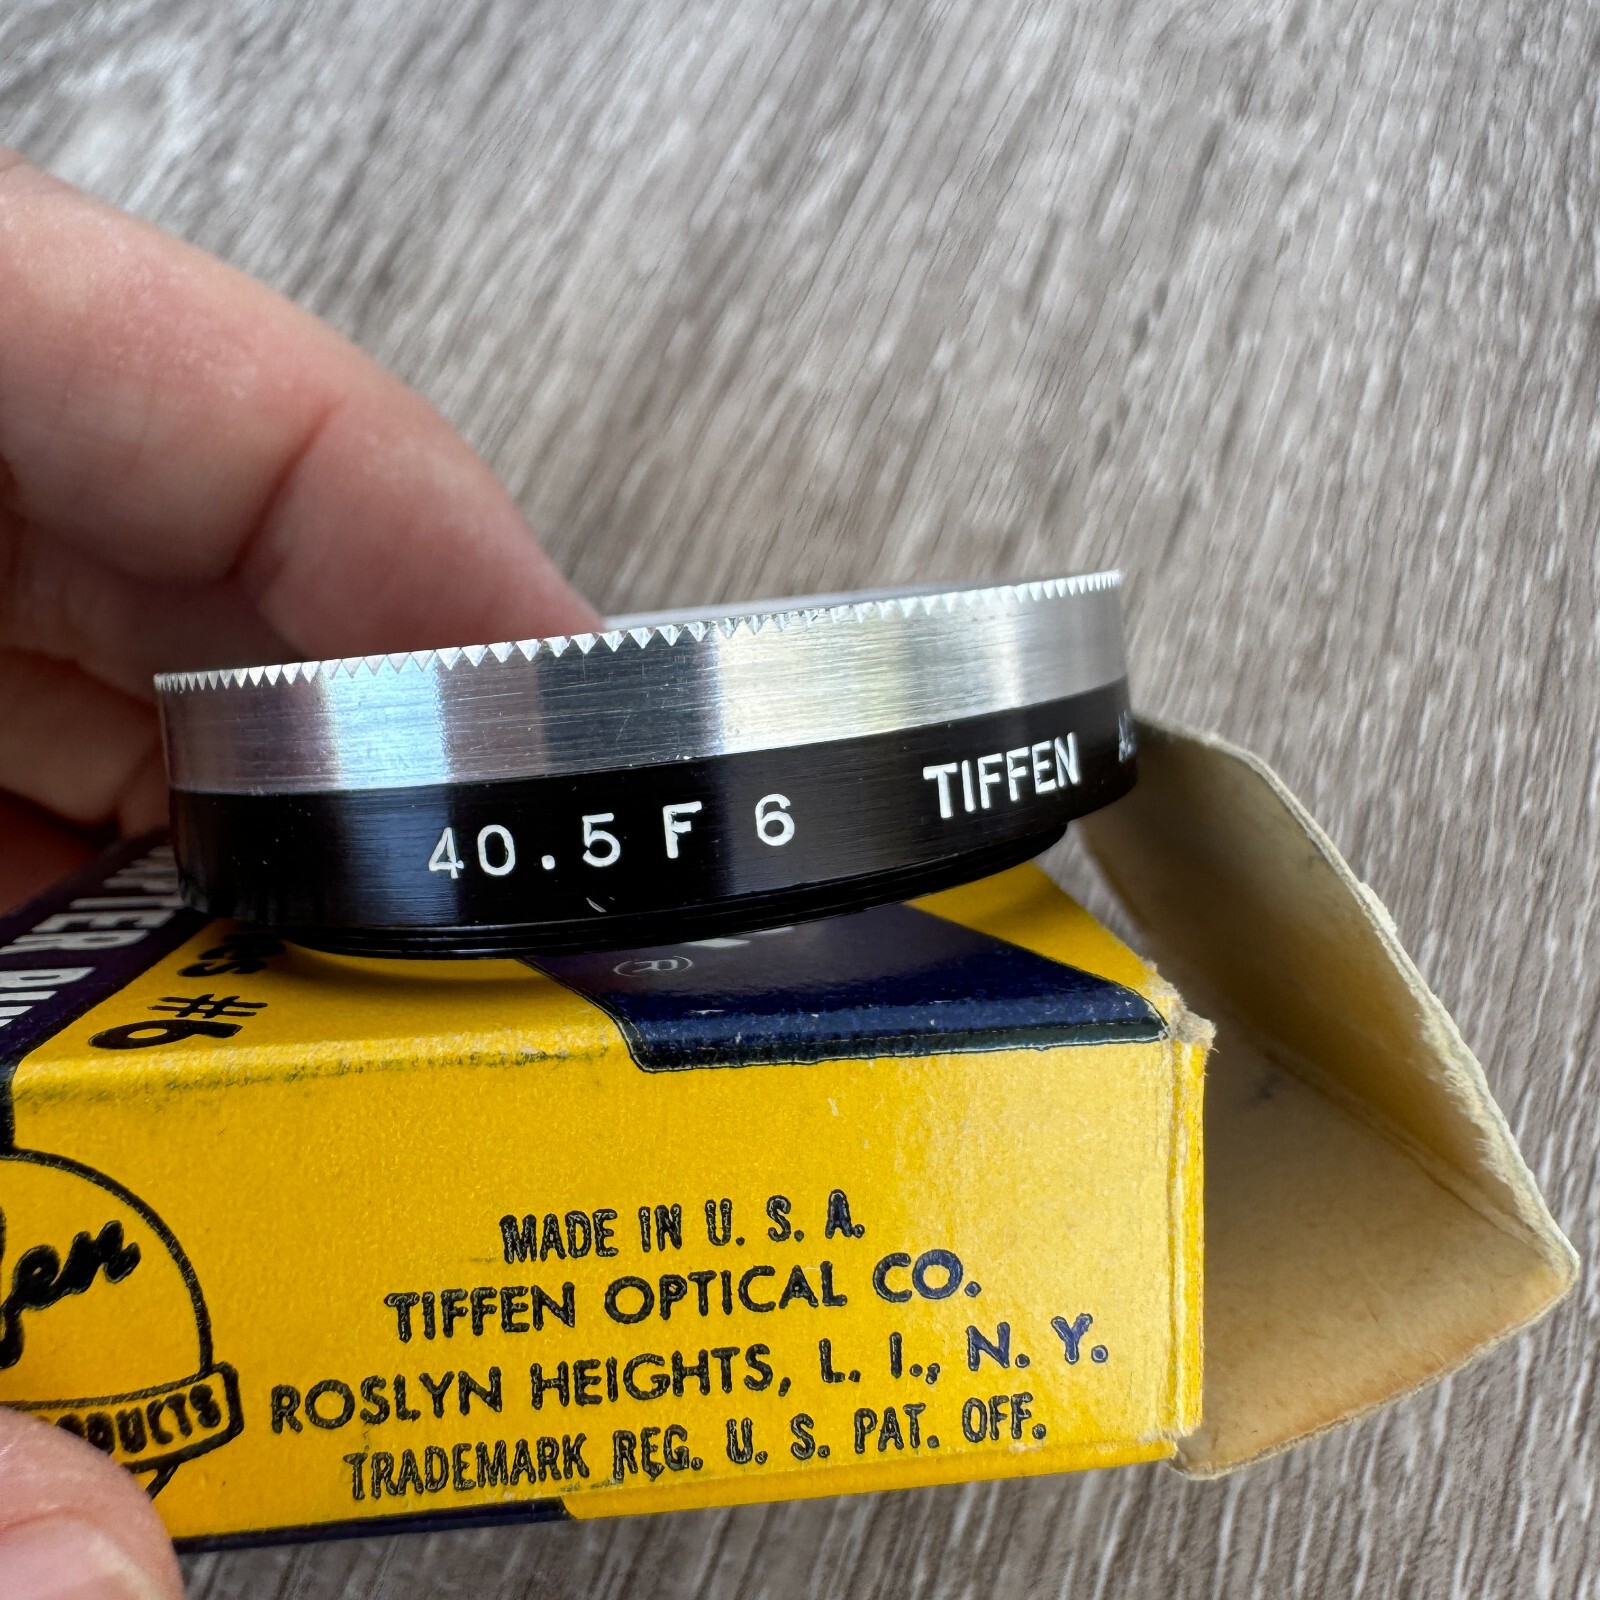 40.5 F 6 TIFFEN
#6
®
MADE IN U. S. A.
TIFFEN OPTICAL CO.
ROSLYN HEIGHTS, L. I., N. Y.
TRADEMARK REG. U. S. PAT. OFF.